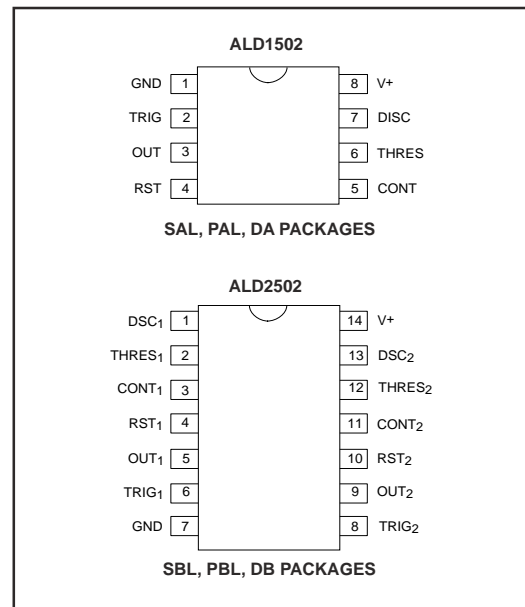 ALD1502
GND 1 8 V+
TRIG 2 7 DISC
OUT 3 6 THRES
RST 4 5 CONT
SAL, PAL, DA PACKAGES
ALD2502
DSC1 1 14 V+
THRES1 2 13 DSC2
CONT1 3 12 THRES2
RST1 4 11 CONT2
OUT1 5 10 RST2
TRIG1 6 9 OUT2
GND 7 8 TRIG2
SBL, PBL, DB PACKAGES